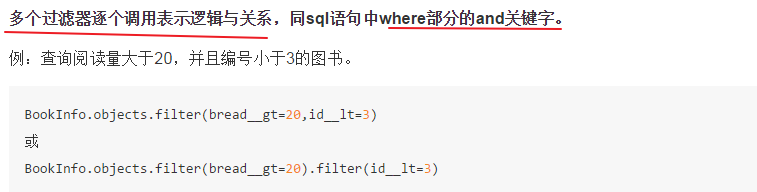 多个过滤器逐个调用表示逻辑与关系，同sql语句中where部分的and关键字。
例：查询阅读量大于20，并且编号小于3的图书。
BookInfo.objects.filter(bread__gt=20,id__lt=3)
或
BookInfo.objects.filter(bread__gt=20).filter(id__lt=3)